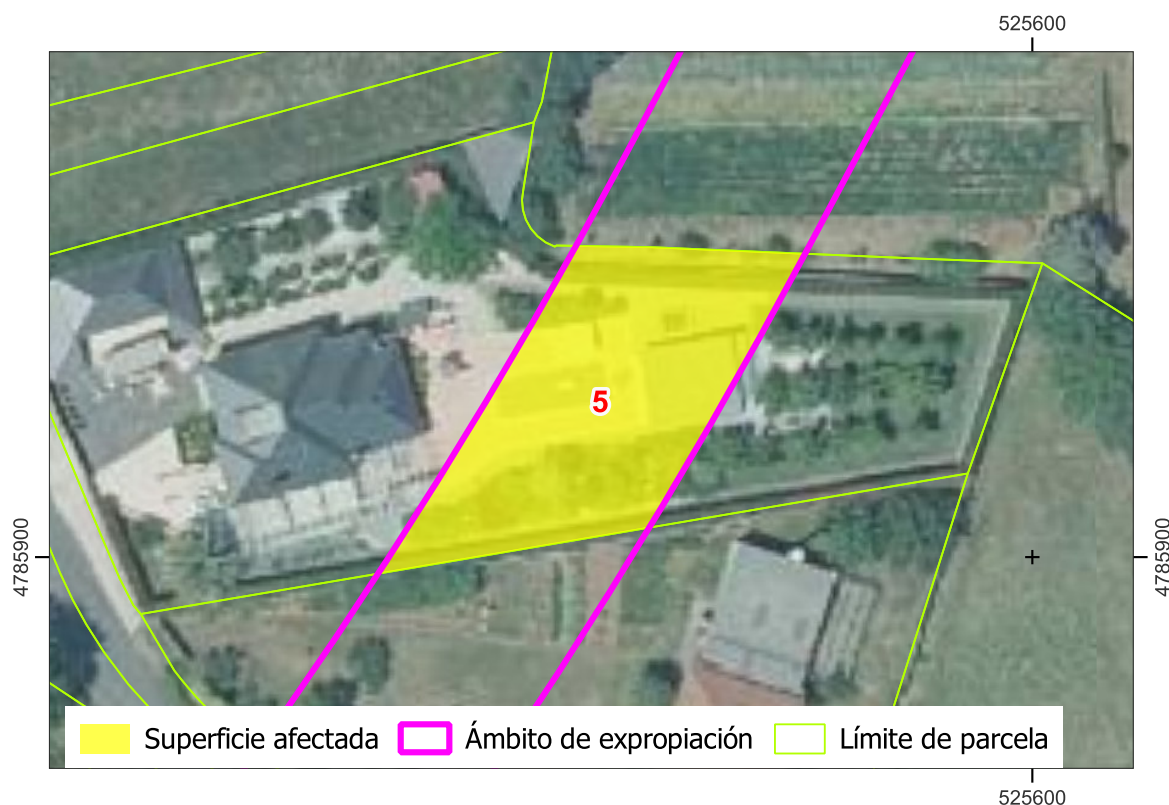 525600
5
4785900
4785900
Superficie afectada
Ámbito de expropiación
Límite de parcela
525600